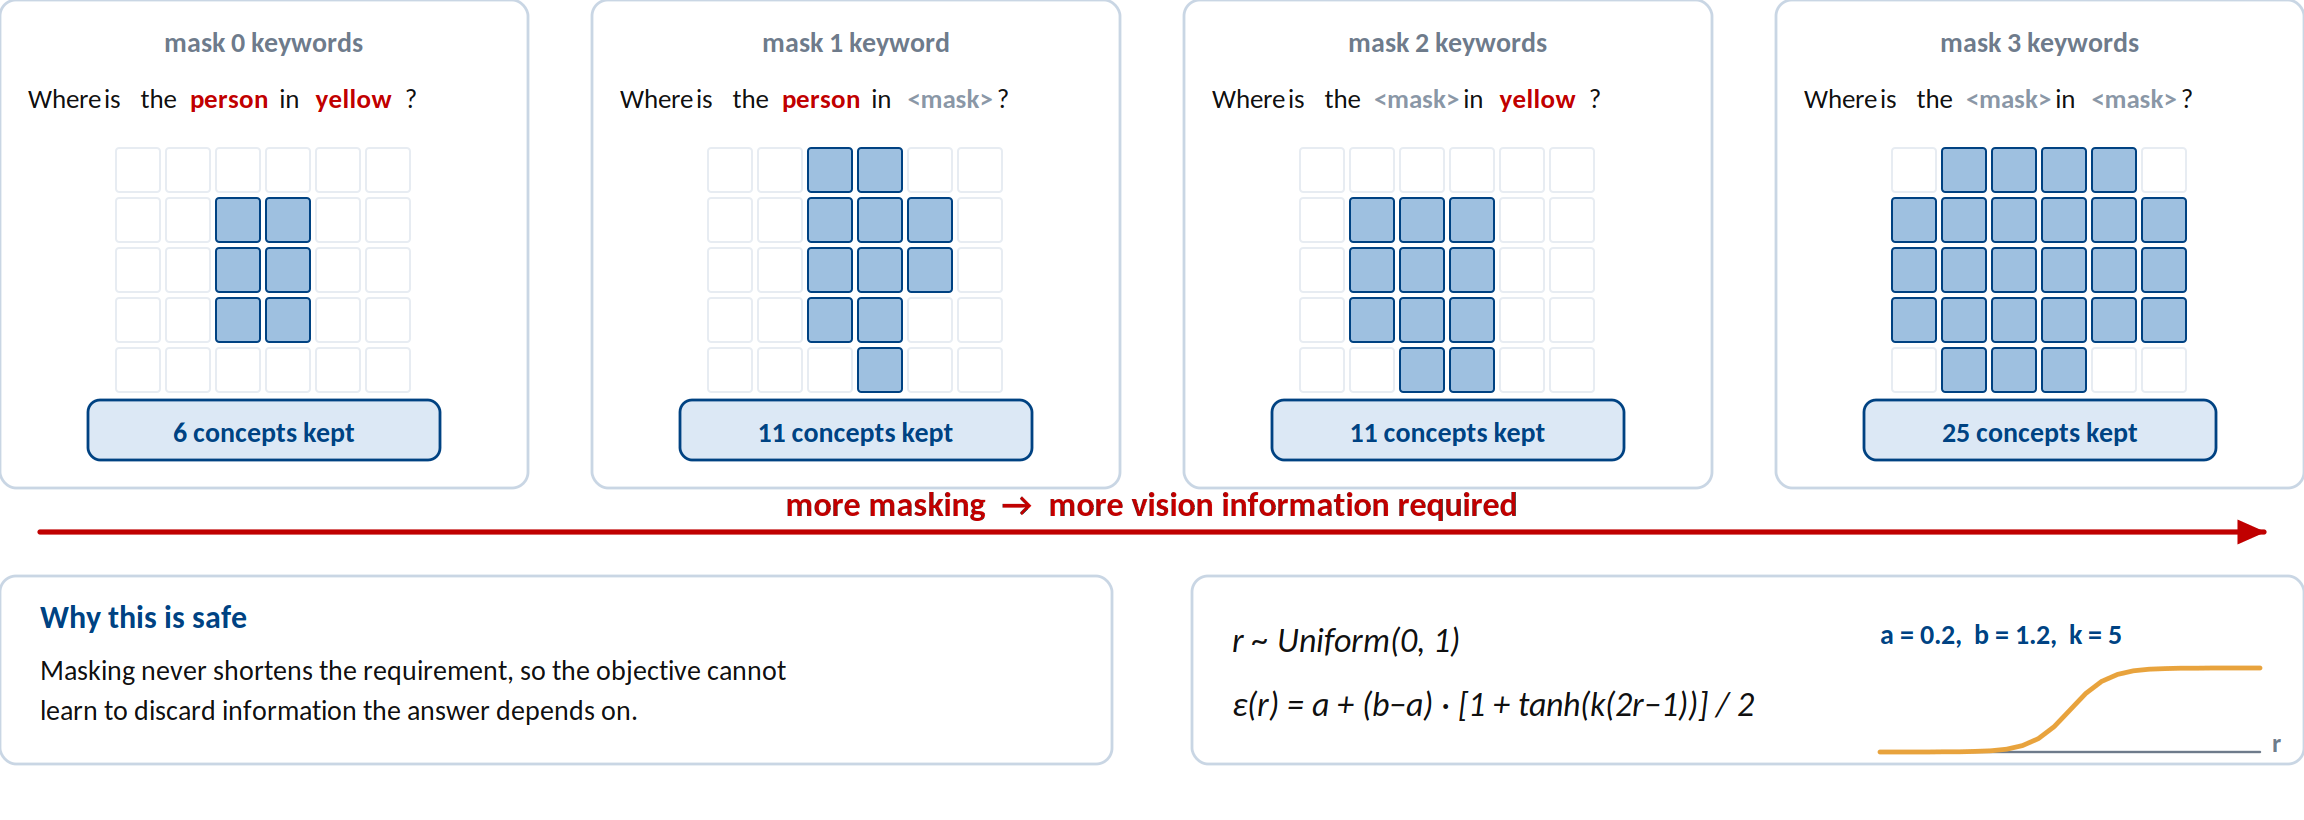 mask 0 keywords
Where is the person in yellow ?
6 concepts kept
mask 1 keyword
Where is the person in <mask> ?
11 concepts kept
mask 2 keywords
Where is the <mask> in yellow ?
11 concepts kept
mask 3 keywords
Where is the <mask> in <mask> ?
25 concepts kept
more masking → more vision information required
Why this is safe
Masking never shortens the requirement, so the objective cannot
learn to discard information the answer depends on.
r ~ Uniform(0, 1)
ε(r) = a + (b−a) · [1 + tanh(k(2r−1))] / 2
a = 0.2, b = 1.2, k = 5
r